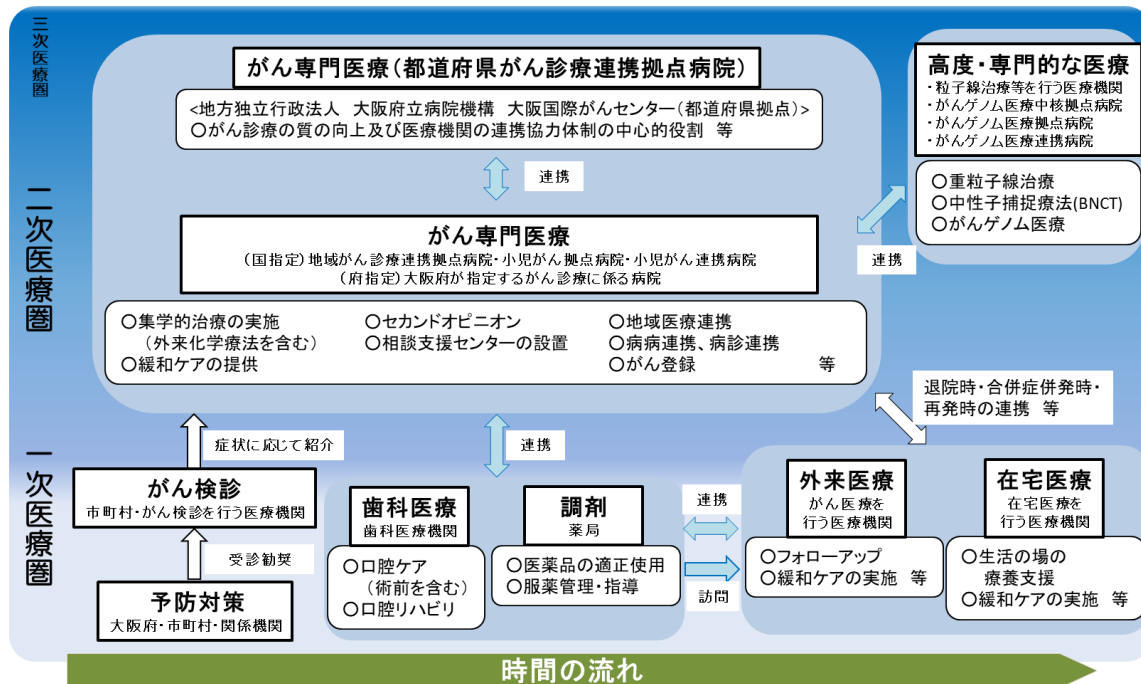 三次医療圏
がん専門医療(都道府県がん診療連携拠点病院)
<地方独立行政法人 大阪府立病院機構 大阪国際がんセンター(都道府県拠点)>
○がん診療の質の向上及び医療機関の連携協力体制の中心的役割 等
連携
高度・専門的な医療
・粒子線治療等を行う医療機関
・がんゲノム医療中核拠点病院
・がんゲノム医療拠点病院
・がんゲノム医療連携病院
○重粒子線治療
○中性子捕捉療法(BNCT)
○がんゲノム医療
連携
二次医療圏
がん専門医療
(国指定)地域がん診療連携拠点病院・小児がん拠点病院・小児がん連携病院
(府指定)大阪府が指定するがん診療に係る病院
○集学的治療の実施
(外来化学療法を含む)
○緩和ケアの提供
○セカンドオピニオン
○相談支援センターの設置
○地域医療連携
○病病連携、病診連携
○がん登録 等
退院時・合併症併発時・
再発時の連携 等
症状に応じて紹介
連携
一次医療圏
がん検診
市町村・がん検診を行う医療機関
受診勧奨
予防対策
大阪府・市町村・関係機関
歯科医療
歯科医療機関
○口腔ケア
(術前を含む)
○口腔リハビリ
調剤
薬局
○医薬品の適正使用
○服薬管理・指導
連携
訪問
外来医療
がん医療を
行う医療機関
○フォローアップ
○緩和ケアの実施 等
在宅医療
在宅医療を
行う医療機関
○生活の場の
療養支援
○緩和ケアの実施 等
時間の流れ